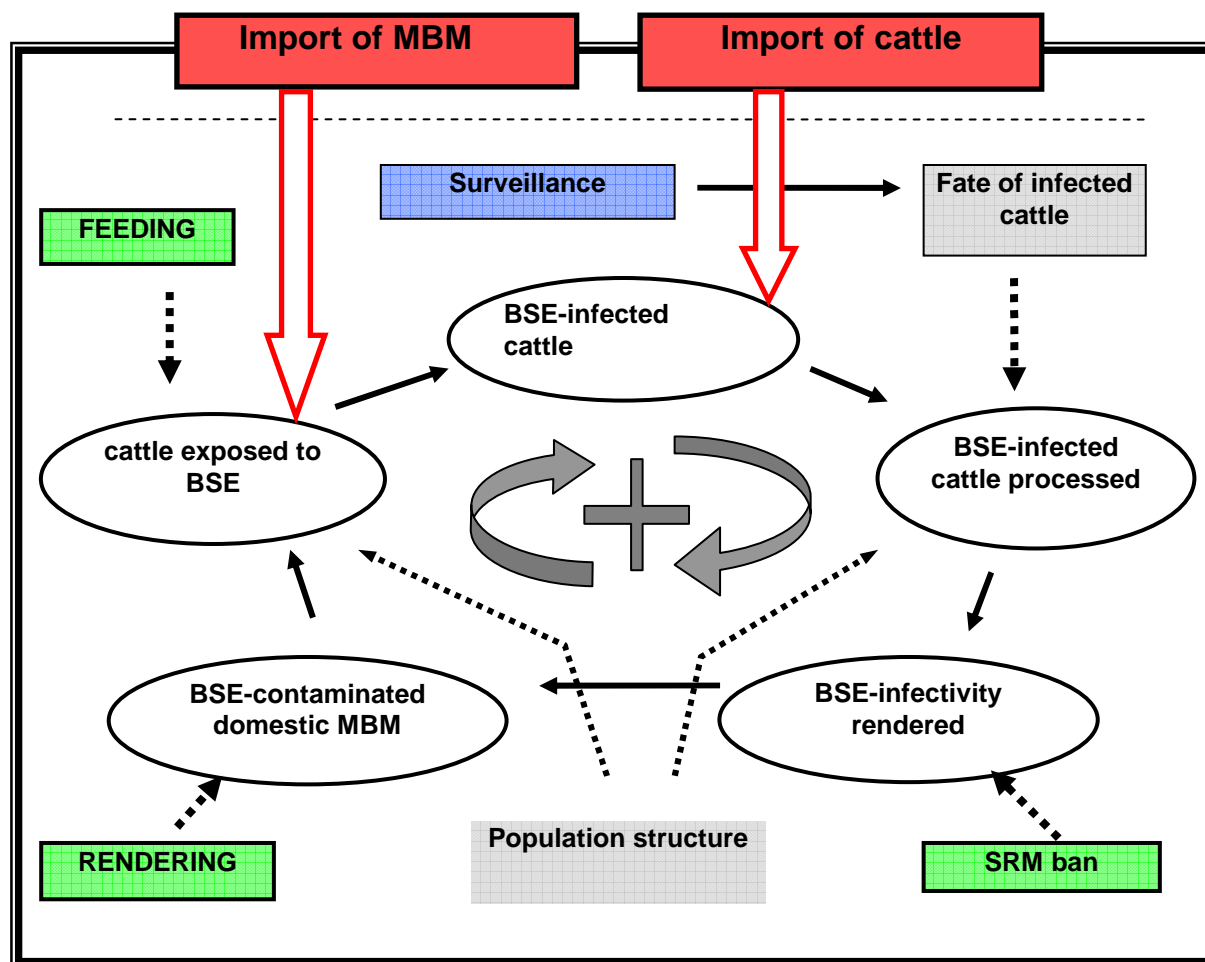 Import of MBM
Import of cattle
Surveillance
Fate of infected
cattle
FEEDING
BSE-infected
cattle
cattle exposed to
BSE
BSE-infected
cattle processed
BSE-contaminated
domestic MBM
BSE-infectivity
rendered
RENDERING
Population structure
SRM ban